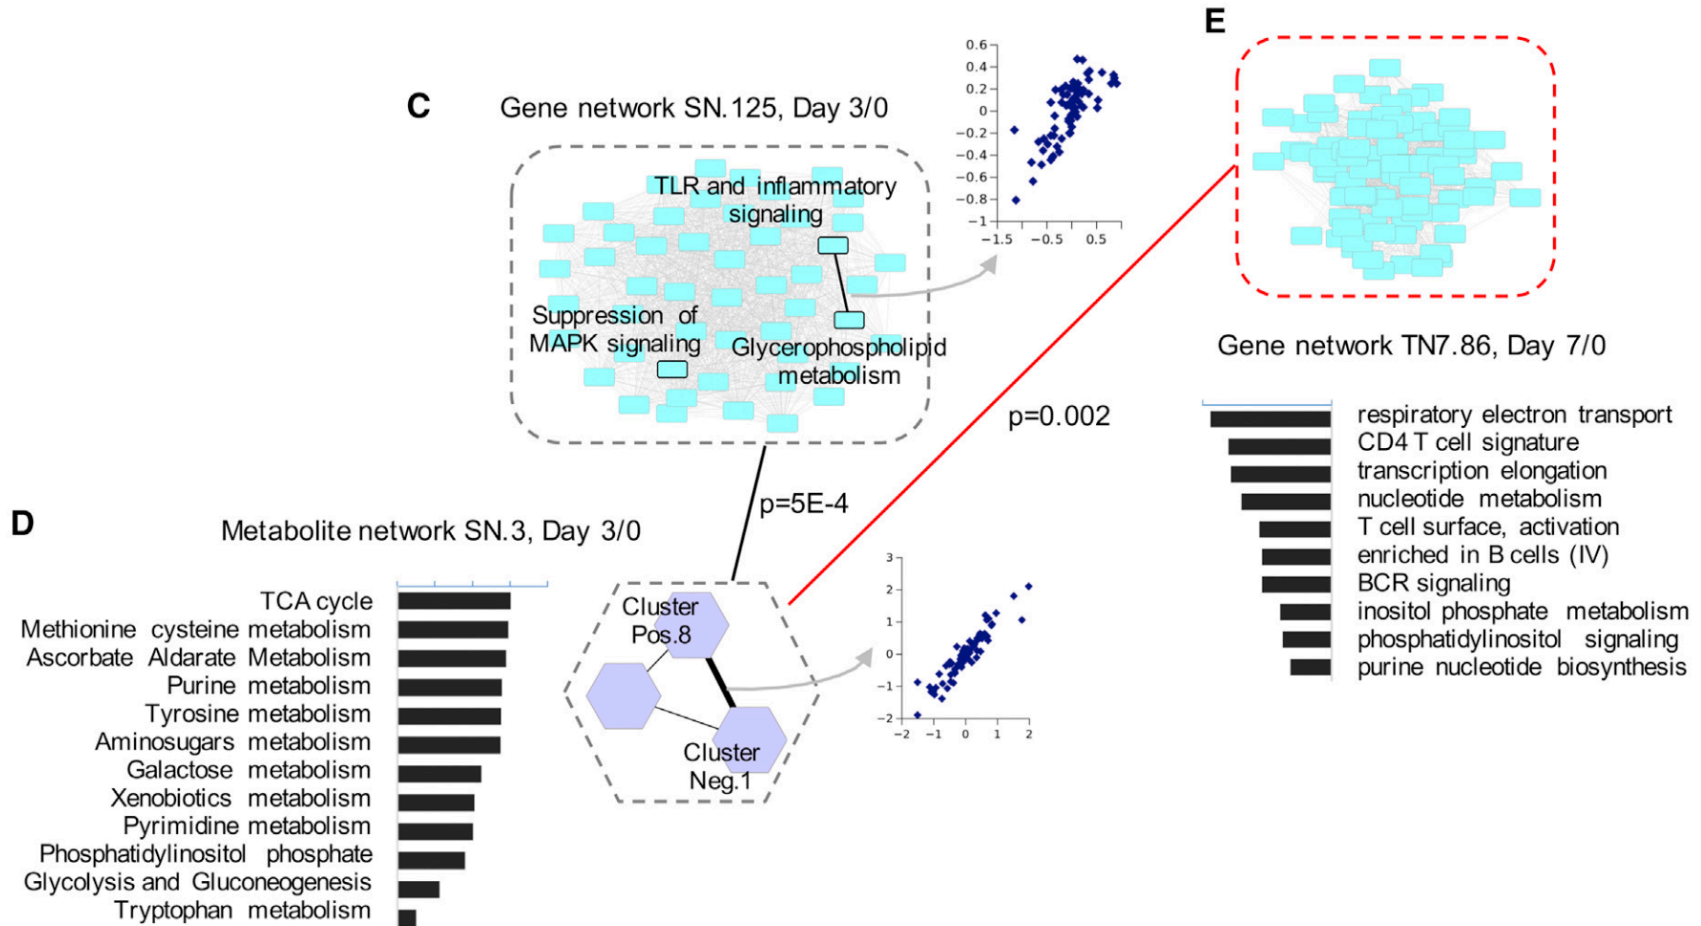 E
C
Gene network SN.125, Day 3/0
0.6
0.4
0.2
0
−0.2
−0.4
−0.6
−0.8
−1
−1.5
−0.5
0.5
TLR and inflammatory
signaling
Suppression of
MAPK signaling
Glycerophospholipid
metabolism
Gene network TN7.86, Day 7/0
p=0.002
respiratory electron transport
CD4 T cell signature
transcription elongation
nucleotide metabolism
T cell surface, activation
enriched in B cells (IV)
BCR signaling
inositol phosphate metabolism
phosphatidylinositol signaling
purine nucleotide biosynthesis
p=5E-4
D
Metabolite network SN.3, Day 3/0
TCA cycle
Methionine cysteine metabolism
Ascorbate Aldarate Metabolism
Purine metabolism
Tyrosine metabolism
Aminosugars metabolism
Galactose metabolism
Xenobiotics metabolism
Pyrimidine metabolism
Phosphatidylinositol phosphate
Glycolysis and Gluconeogenesis
Tryptophan metabolism
Cluster
Pos.8
Cluster
Neg.1
3
2
1
0
−1
−2
−2 −1 0 1 2